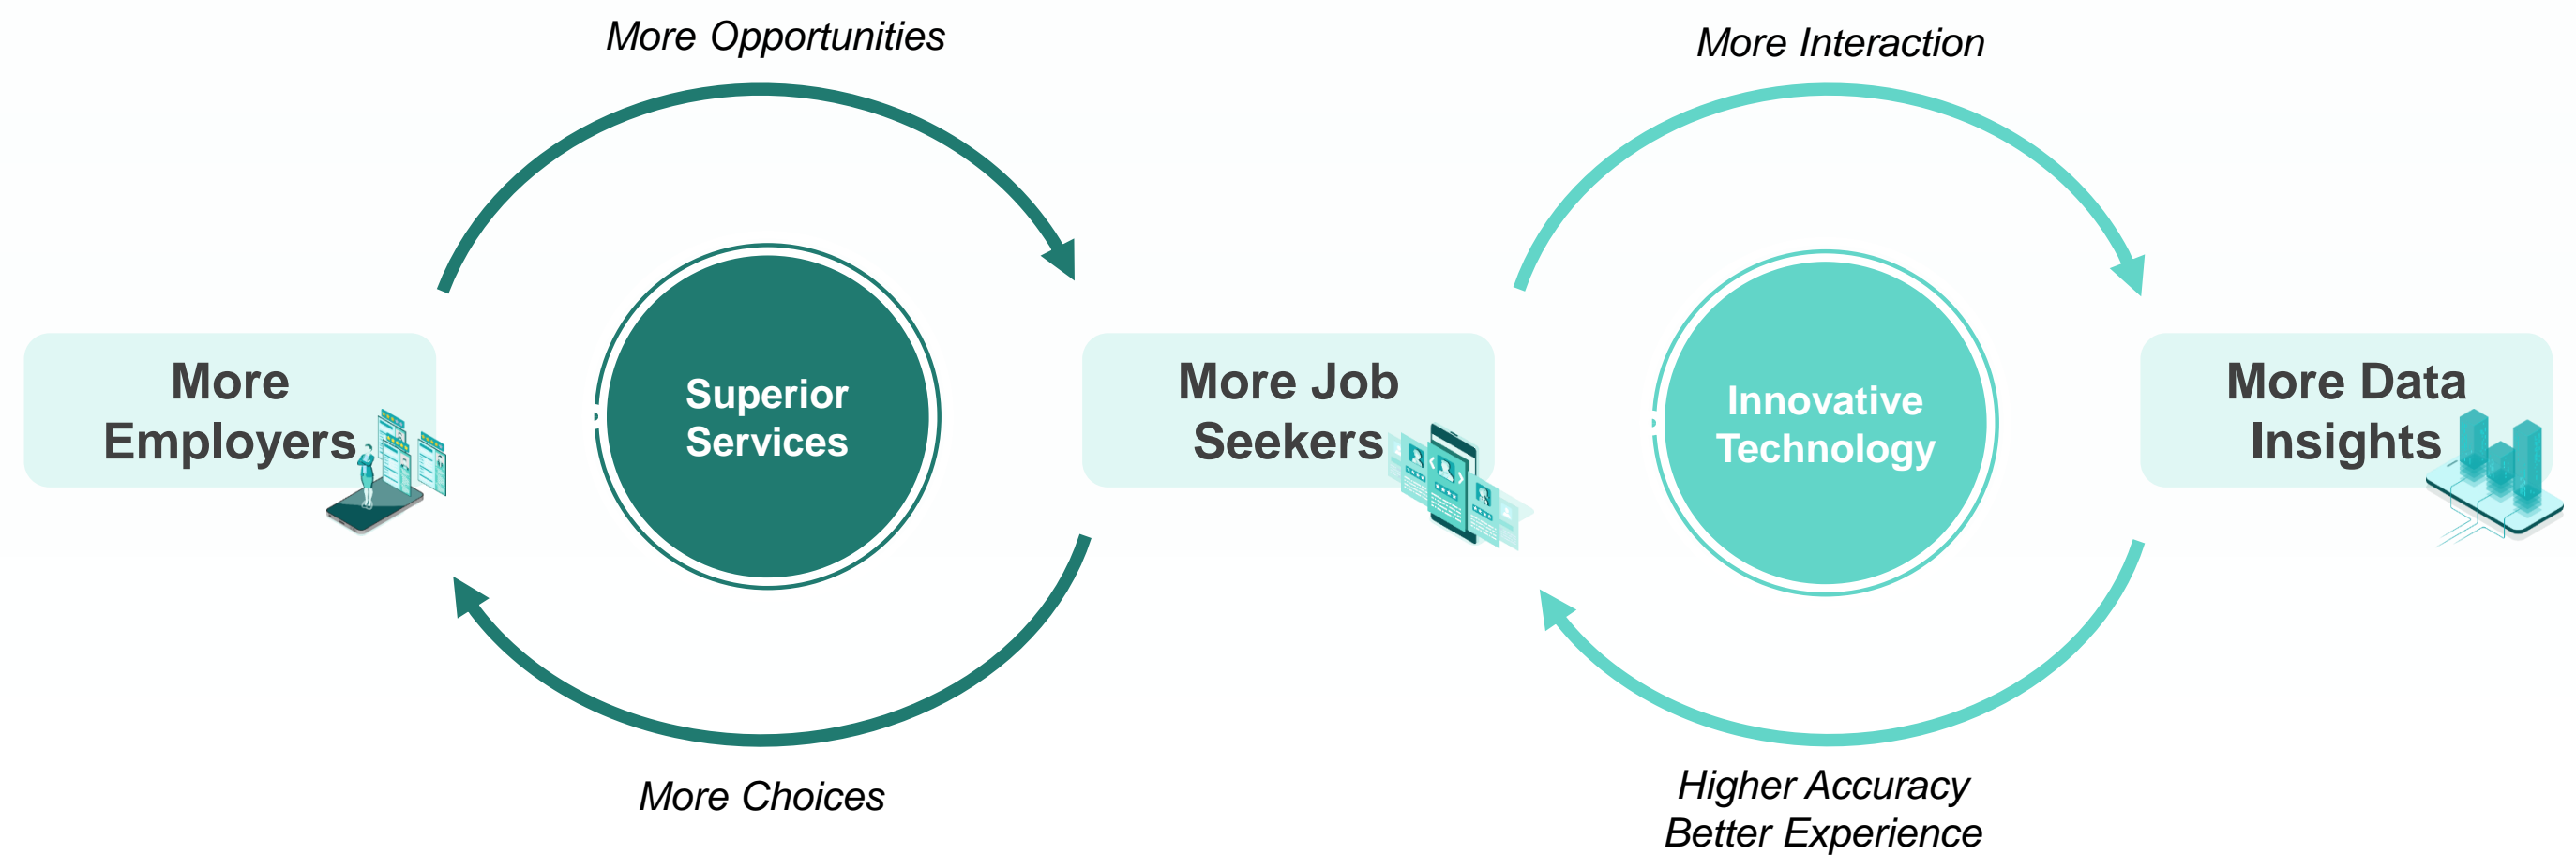 More Opportunities
More Interaction
More
Employers
Superior
Services
More Job
Seekers
Innovative
Technology
More Data
Insights
More Choices
Higher Accuracy
Better Experience